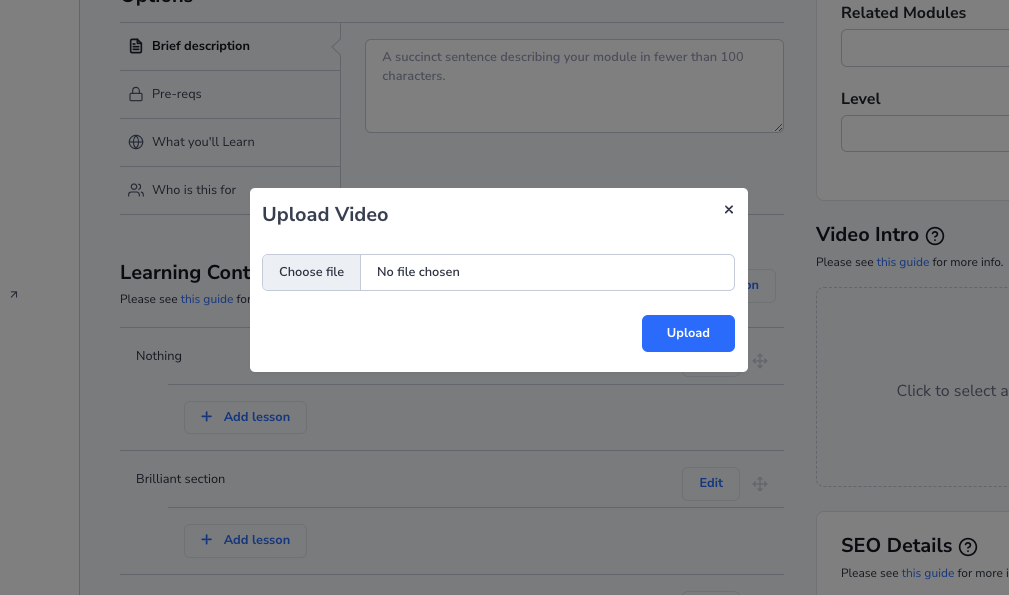 Options
Brief description
Pre-reqs
What you'll Learn
Who is this for
A succinct sentence describing your module in fewer than 100
characters.
Related Modules
Level
Upload Video
×
Choose file
No file chosen
Upload
Learning Cont
Please see this guide for
on
Nothing
+ Add lesson
Brilliant section
Edit
+ Add lesson
Video Intro ?
Please see this guide for more info.
Click to select a
SEO Details ?
Please see this guide for more i